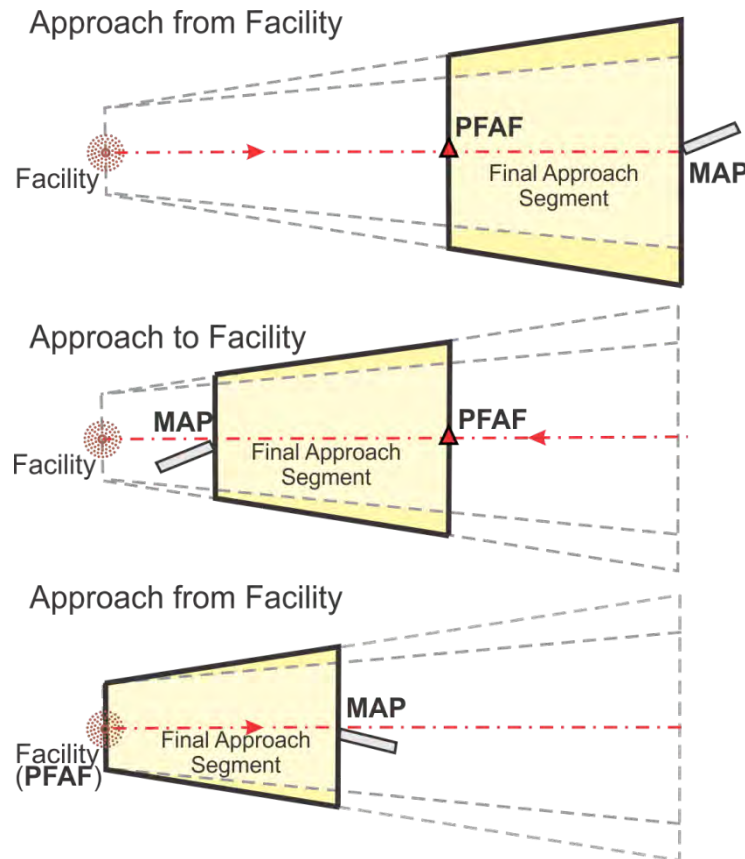 Approach from Facility
PFAF
Facility
Final Approach
Segment
MAP
Approach to Facility
MAP
PFAF
Facility
Final Approach
Segment
Approach from Facility
MAP
Facility
(PFAF)
Final Approach
Segment